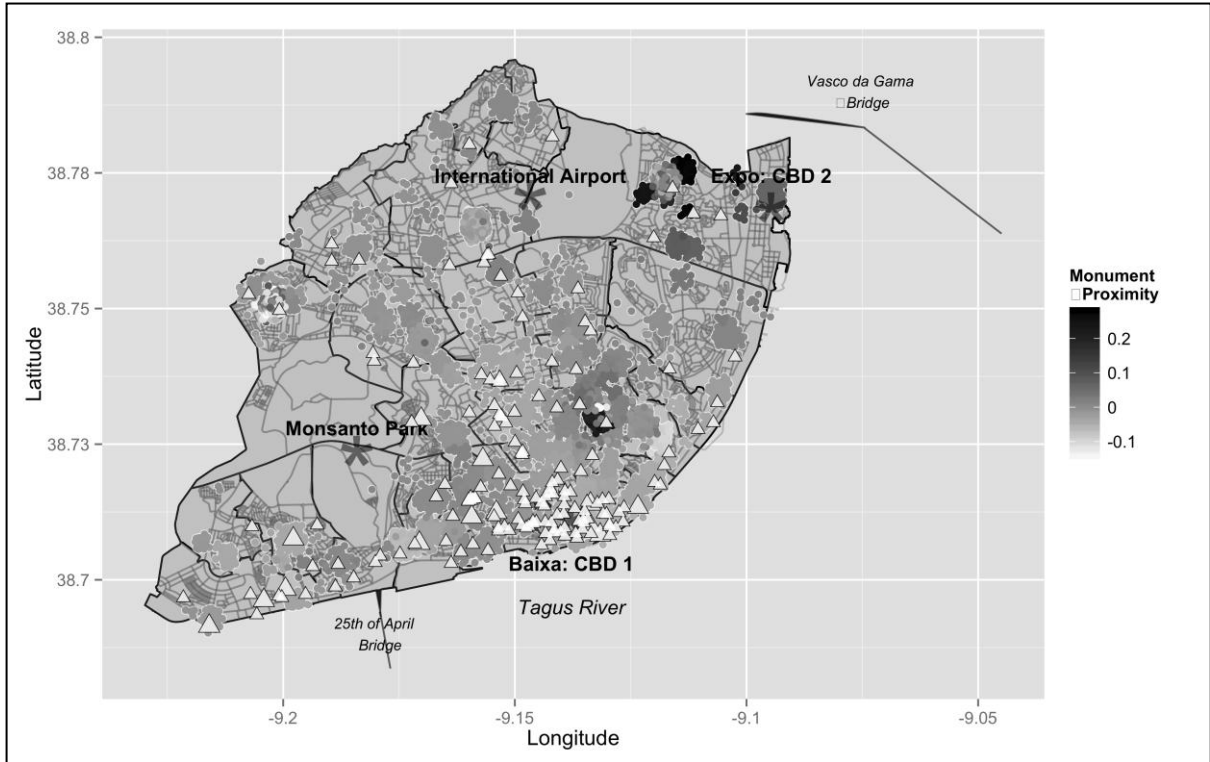 38.8
38.78
38.75
38.73
38.7
Latitude
-9.2
-9.15
-9.1
-9.05
Longitude
Vasco da Gama
Bridge
International Airport
Expo: CBD 2
Monsanto Park
Baixa: CBD 1
Tagus River
25th of April
Bridge
Monument
Proximity
0.2
0.1
0
-0.1